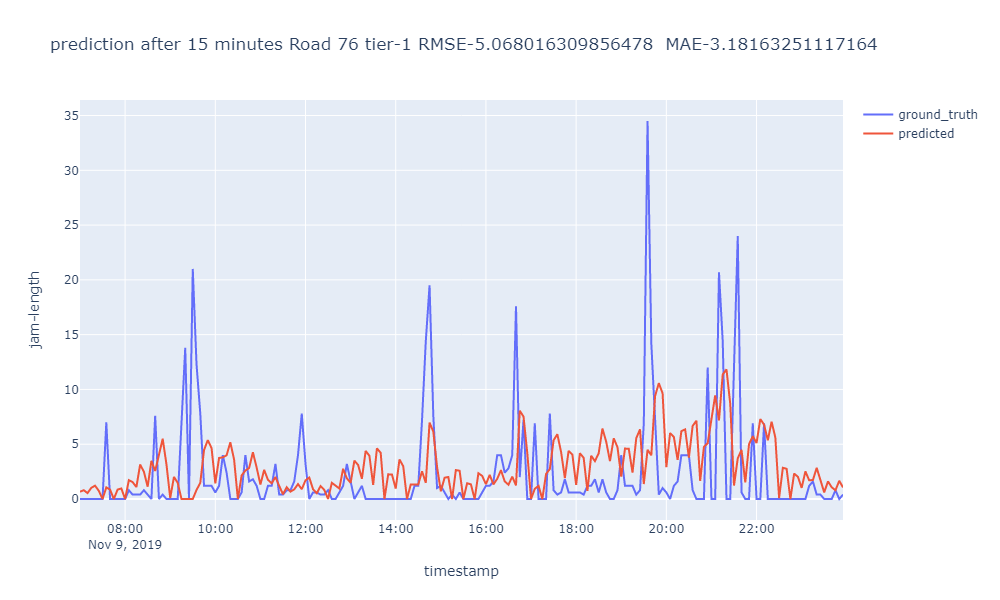 prediction after 15 minutes Road 76 tier-1 RMSE-5.068016309856478  MAE-3.18163251117164
ground_truth
predicted
35
30
25
20
15
10
5
0
jam-length
08:00
10:00
12:00
14:00
16:00
18:00
20:00
22:00
Nov 9, 2019
timestamp